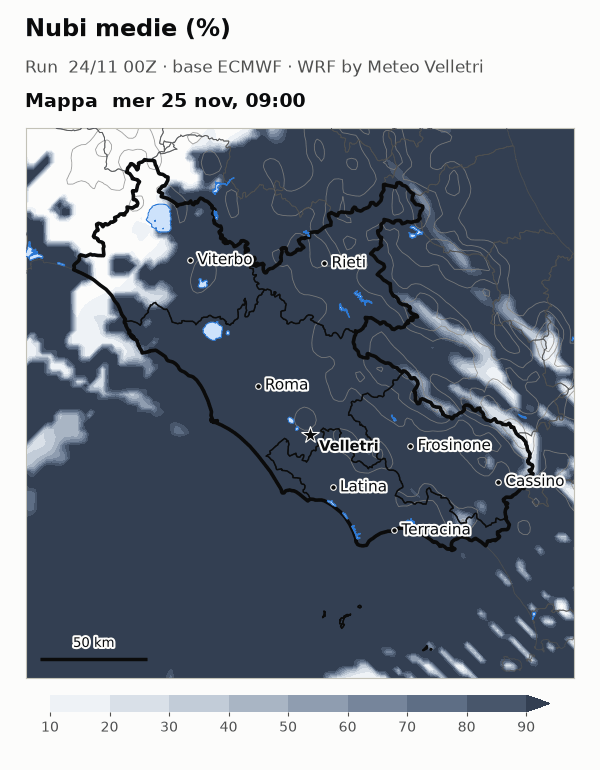 Nubi medie (%)
Run  24/11 00Z · base ECMWF · WRF by Meteo Velletri
Mappa  mer 25 nov, 09:00
Viterbo
Rieti
Roma
Velletri
Frosinone
Cassino
Latina
Terracina
50 km
10 20 30 40 50 60 70 80 90